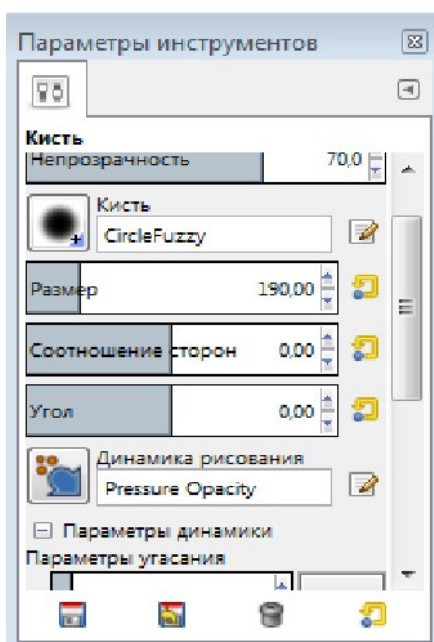 Параметры инструментов
Кисть
Непрозрачность 70,0
Кисть
CircleFuzzy
Размер 190,00
Соотношение сторон 0,00
Угол 0,00
Динамика рисования
Pressure Opacity
Параметры динамики
Параметры угасания